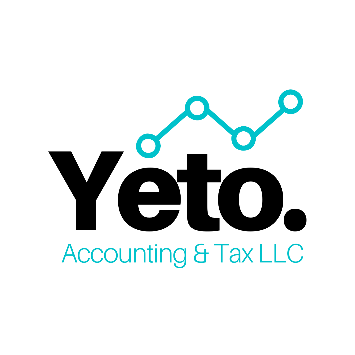 Yeto.
Accounting & Tax LLC